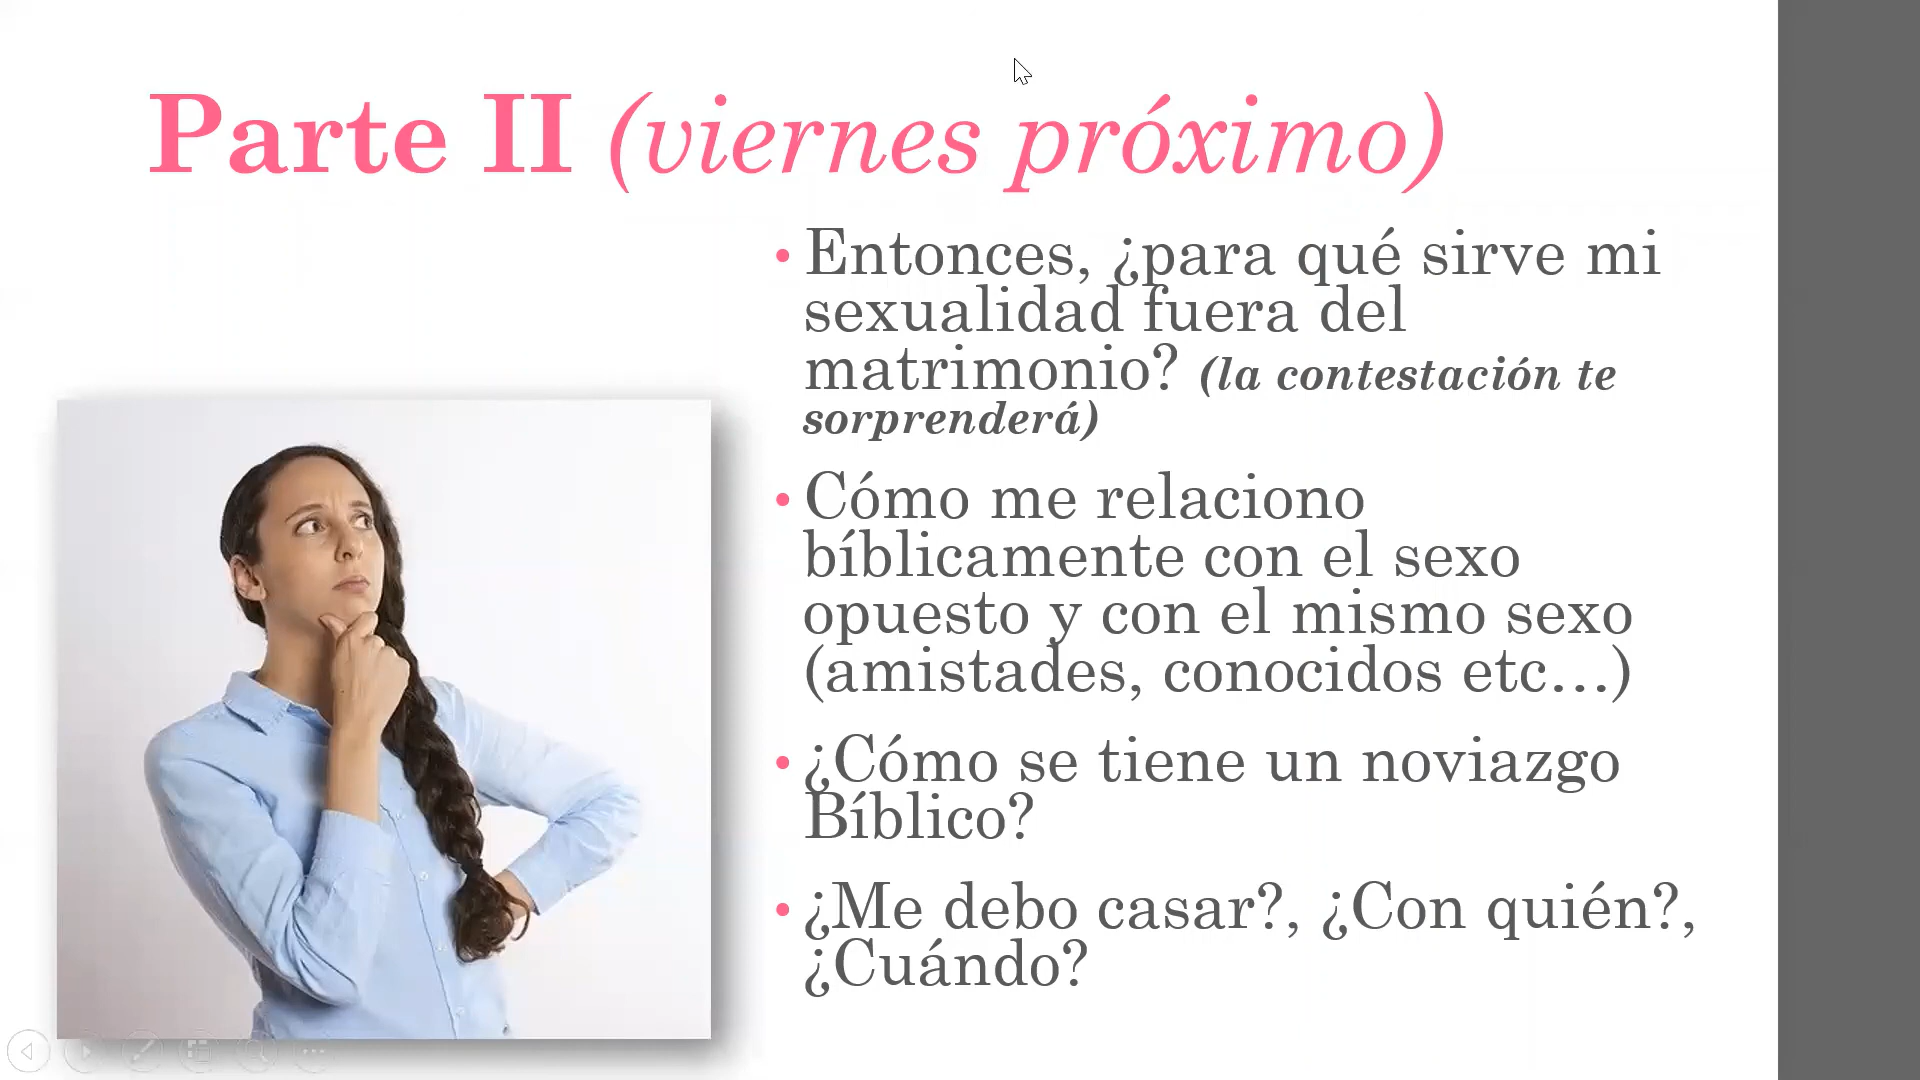 Parte II (viernes próximo)
• Entonces, ¿para qué sirve mi
sexualidad fuera del
matrimonio? (la contestación te
sorprenderá)
• Cómo me relaciono
bíblicamente con el sexo
opuesto y con el mismo sexo
(amistades, conocidos etc…)
• ¿Cómo se tiene un noviazgo
Bíblico?
• ¿Me debo casar?, ¿Con quién?,
¿Cuándo?